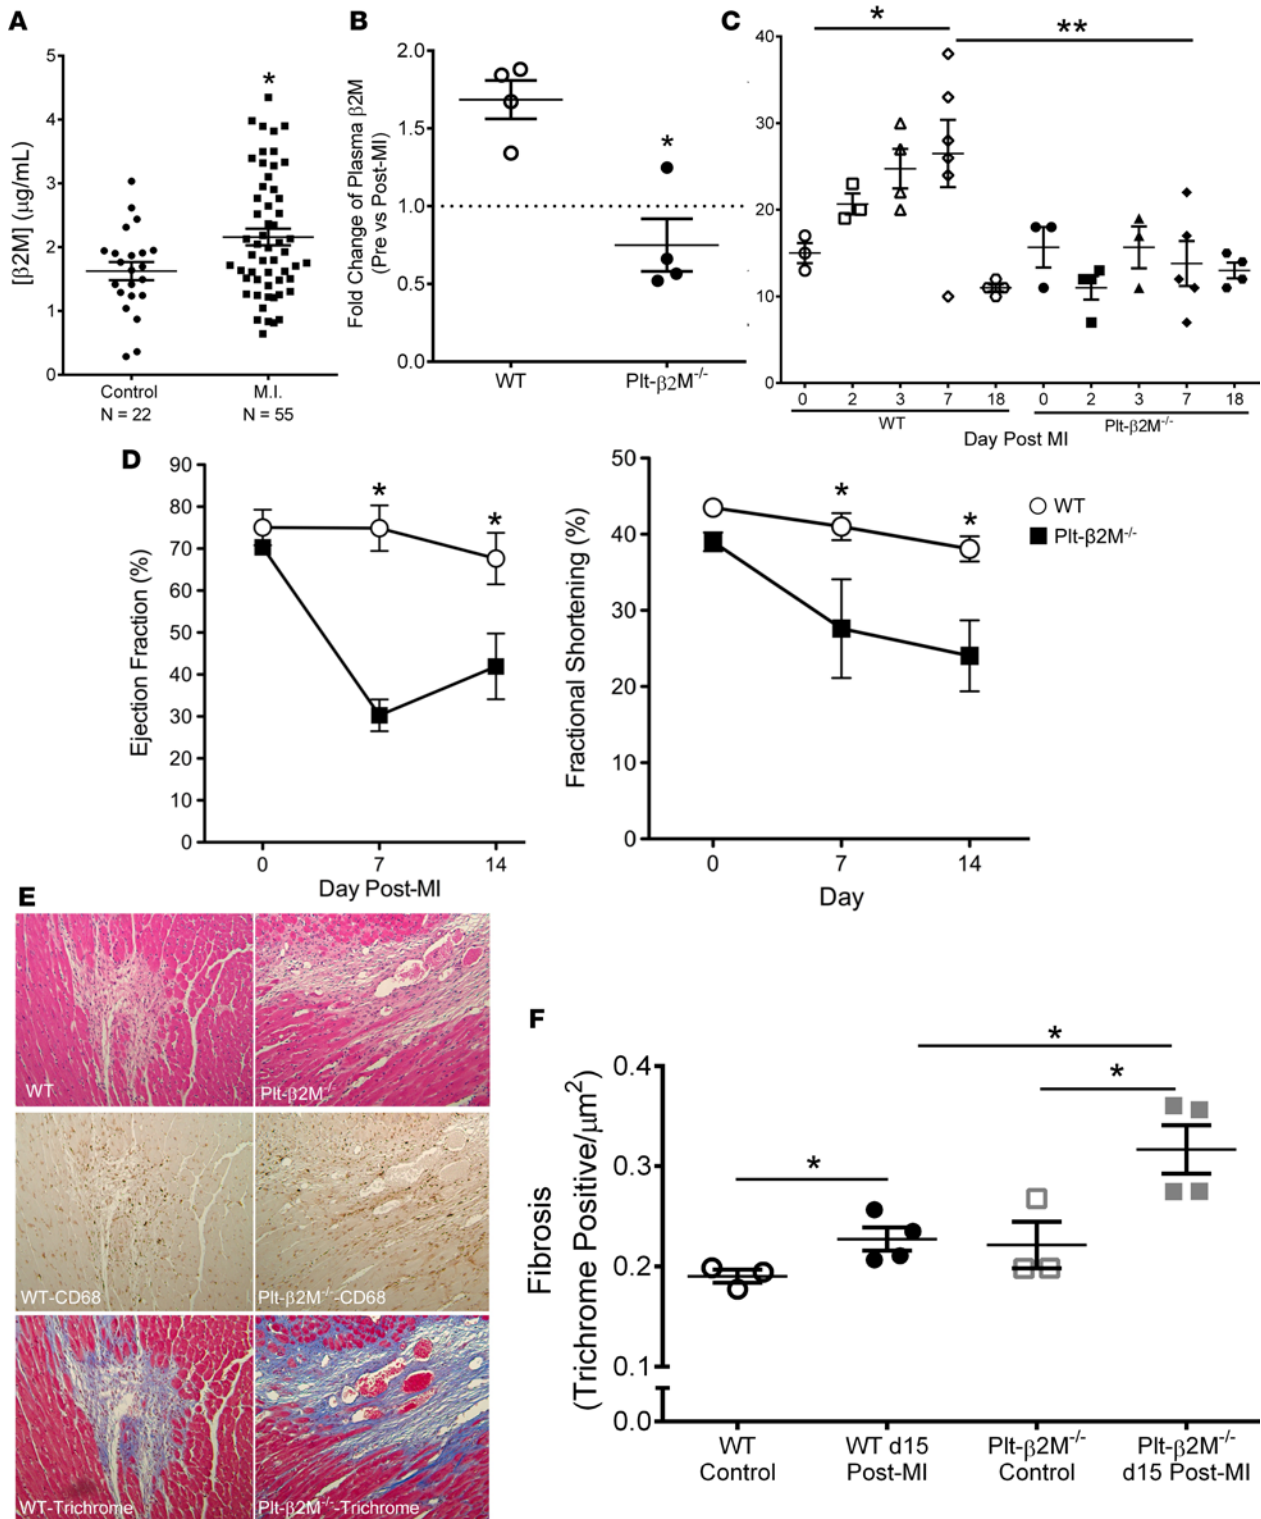 A
[β2M] (µg/mL)
5
4
3
2
1
0
*
Control
N = 22
M.I.
N = 55
B
Fold Change of Plasma β2M
(Pre vs Post-MI)
2.0
1.5
1.0
0.5
0.0
*
WT
Plt-β2M-/-
C
40
30
20
10
0
*
**
0 2 3 7 18 0 2 3 7 18
WT
Plt-β2M-/-
Day Post MI
D
Ejection Fraction (%)
90
80
70
60
50
40
30
20
10
0
*
*
0 7 14
Day Post-MI
Fractional Shortening (%)
50
40
30
20
10
0
*
*
0 7 14
Day
WT
Plt-β2M-/-
E
WT
Plt-β2M-/-
WT-CD68
Plt-β2M-/--CD68
WT-Trichrome
Plt-β2M-/--Trichrome
F
Fibrosis
(Trichrome Positive/µm2)
0.4
0.3
0.2
0.1
0.0
*
*
*
WT
Control
WT d15
Post-MI
Plt-β2M-/-
Control
Plt-β2M-/-
d15 Post-MI